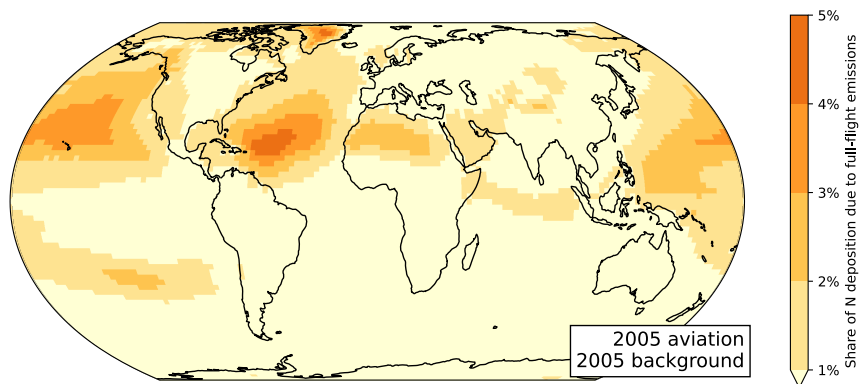 5%
4%
3%
2%
1%
Share of N deposition due to full-flight emissions
2005 aviation
2005 background